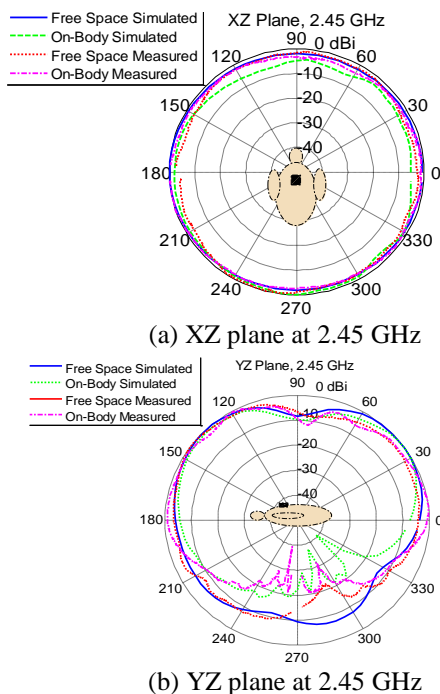 Free Space Simulated
On-Body Simulated
Free Space Measured
On-Body Measured
XZ Plane, 2.45 GHz
90
0 dBi
120
60
-10
150
30
-20
-30
-40
180
0
210
330
240
300
270
(a) XZ plane at 2.45 GHz
Free Space Simulated
On-Body Simulated
Free Space Measured
On-Body Measured
YZ Plane, 2.45 GHz
90
0 dBi
120
60
-10
150
30
-20
-30
-40
180
0
210
330
240
300
270
(b) YZ plane at 2.45 GHz